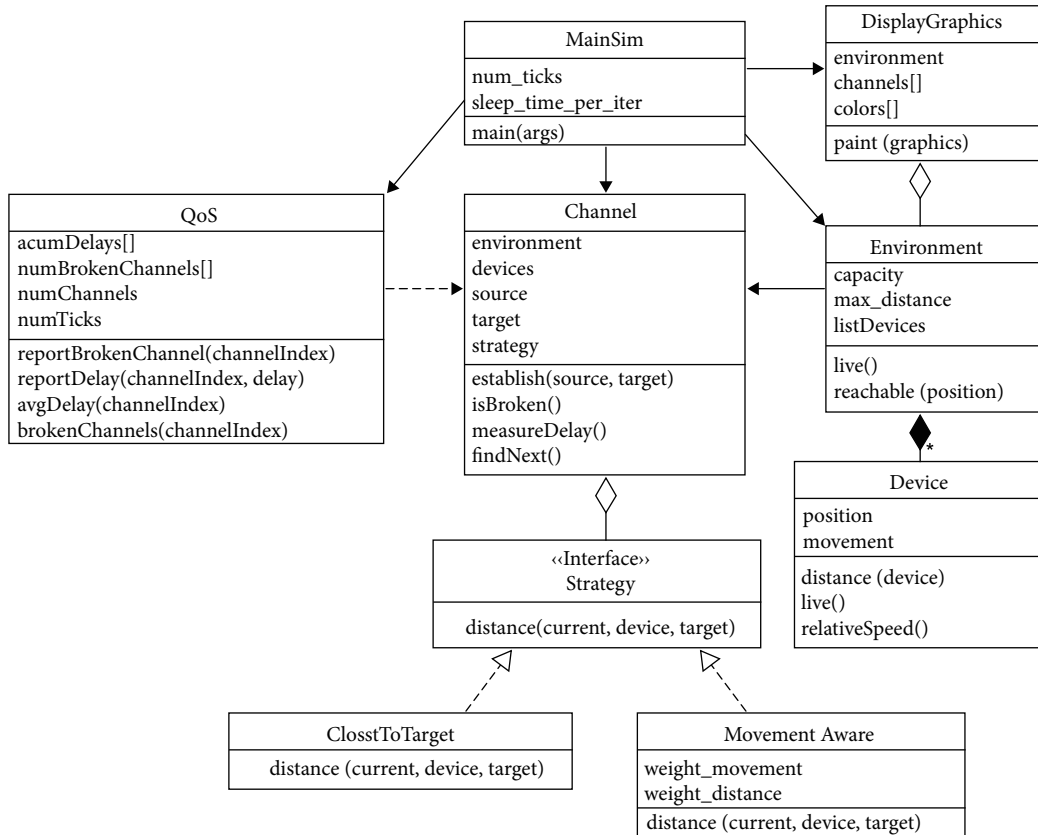 MainSim
num_ticks
sleep_time_per_iter
main(args)
DisplayGraphics
environment
channels[]
colors[]
paint (graphics)
QoS
acumDelays[]
numBrokenChannels[]
numChannels
numTicks
reportBrokenChannel(channelIndex)
reportDelay(channelIndex, delay)
avgDelay(channelIndex)
brokenChannels(channelIndex)
Channel
environment
devices
source
target
strategy
establish(source, target)
isBroken()
measureDelay()
findNext()
Environment
capacity
max_distance
listDevices
live()
reachable (position)
*
Device
position
movement
distance (device)
live()
relativeSpeed()
‹‹Interface››
Strategy
distance(current, device, target)
ClosstToTarget
distance (current, device, target)
Movement Aware
weight_movement
weight_distance
distance (current, device, target)